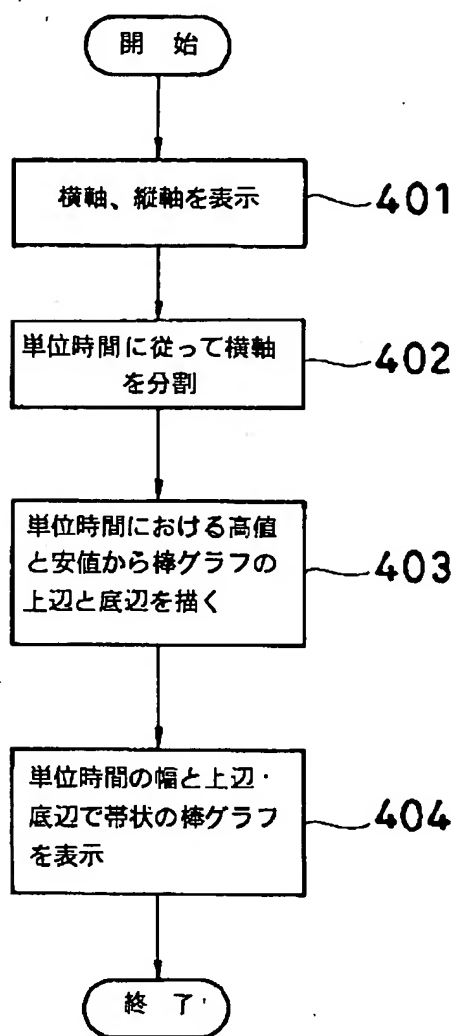 開 始
横軸、縦軸を表示
401
単位時間に従って横軸
を分割
402
単位時間における高値
と安値から棒グラフの
上辺と底辺を描く
403
単位時間の幅と上辺・
底辺で帯状の棒グラフ
を表示
404
終 了